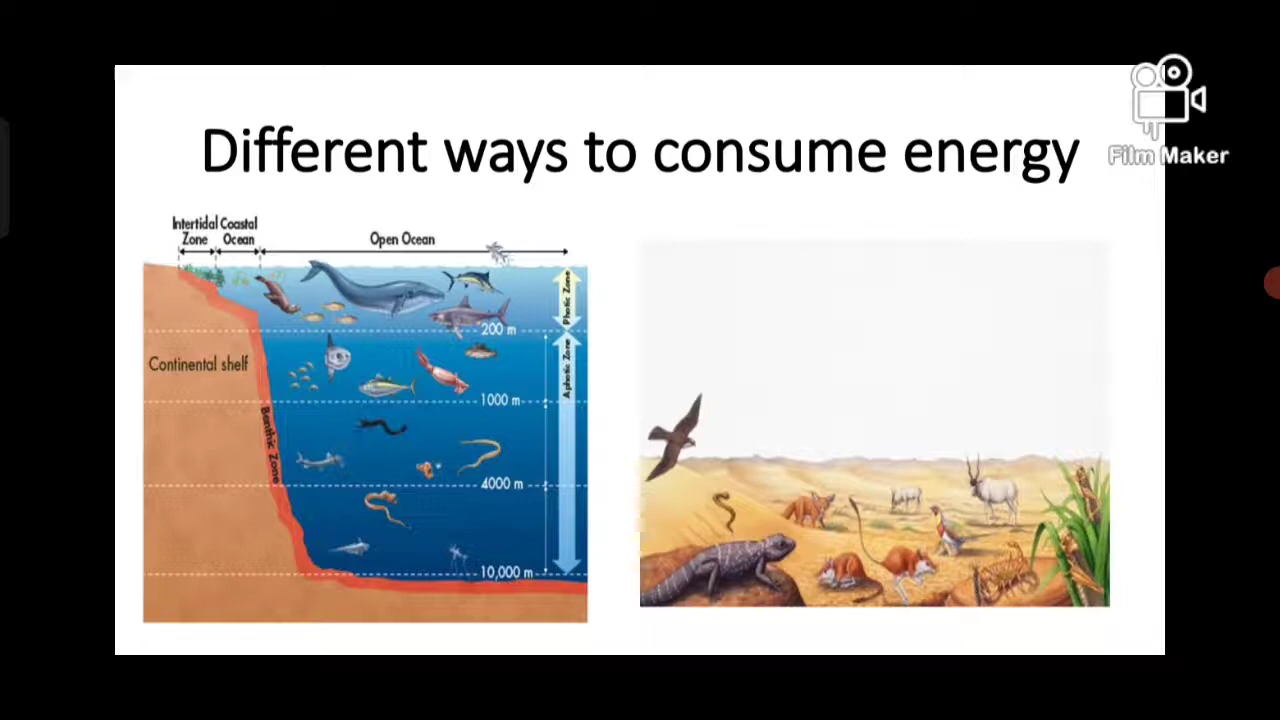 Different ways to consume energy
Film Maker
Intertidal Coastal
Zone Ocean
Open Ocean
Photic Zone
200 m
Continental shelf
Aphotic Zone
1000 m
Benthic Zone
4000 m
10,000 m